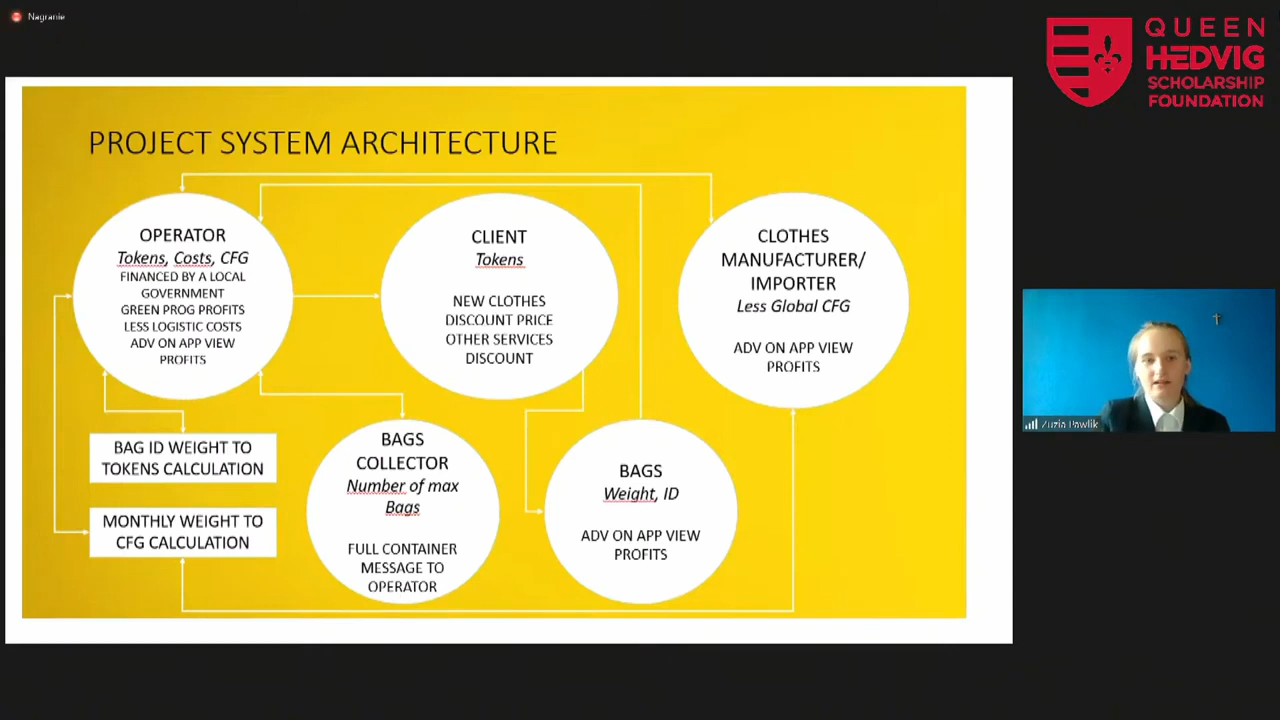 Nagranie
QUEEN
HEDVIG
SCHOLARSHIP
FOUNDATION
PROJECT SYSTEM ARCHITECTURE
OPERATOR
Tokens, Costs, CFG
FINANCED BY A LOCAL
GOVERNMENT
GREEN PROG PROFITS
LESS LOGISTIC COSTS
ADV ON APP VIEW
PROFITS
CLIENT
Tokens
NEW CLOTHES
DISCOUNT PRICE
OTHER SERVICES
DISCOUNT
CLOTHES
MANUFACTURER/
IMPORTER
Less Global CFG
ADV ON APP VIEW
PROFITS
BAG ID WEIGHT TO
TOKENS CALCULATION
MONTHLY WEIGHT TO
CFG CALCULATION
BAGS
COLLECTOR
Number of max
Bags
FULL CONTAINER
MESSAGE TO
OPERATOR
BAGS
Weight, ID
ADV ON APP VIEW
PROFITS
Zuzia Pawlik